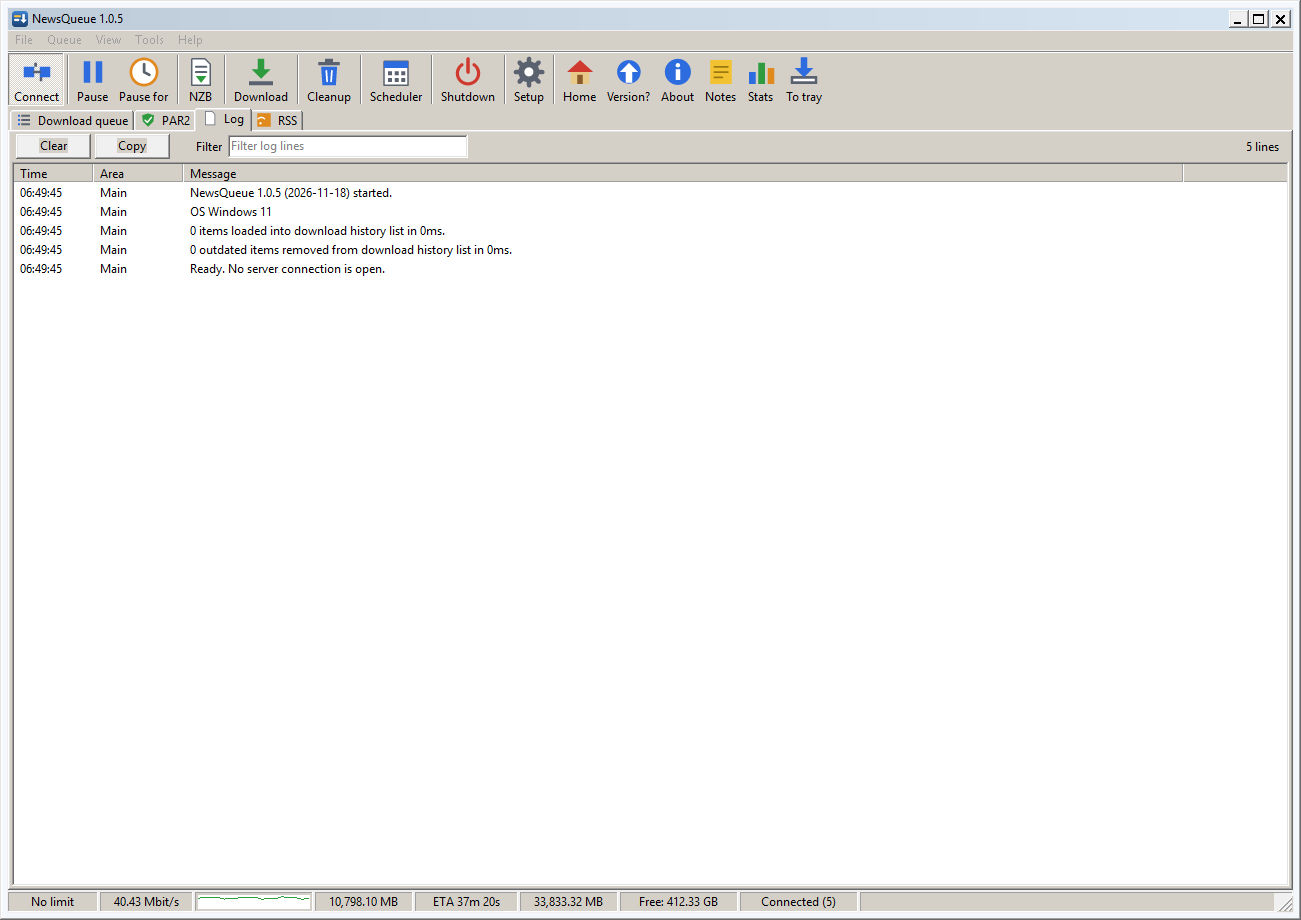 NewsQueue 1.0.5
File Queue View Tools Help
Connect Pause Pause for NZB Download Cleanup Scheduler Shutdown Setup Home Version? About Notes Stats To tray
Download queue PAR2 Log RSS
Clear Copy Filter Filter log lines 5 lines
Time Area Message
06:49:45 Main NewsQueue 1.0.5 (2026-11-18) started.
06:49:45 Main OS Windows 11
06:49:45 Main 0 items loaded into download history list in 0ms.
06:49:45 Main 0 outdated items removed from download history list in 0ms.
06:49:45 Main Ready. No server connection is open.
No limit 40.43 Mbit/s 10,798.10 MB ETA 37m 20s 33,833.32 MB Free: 412.33 GB Connected (5)